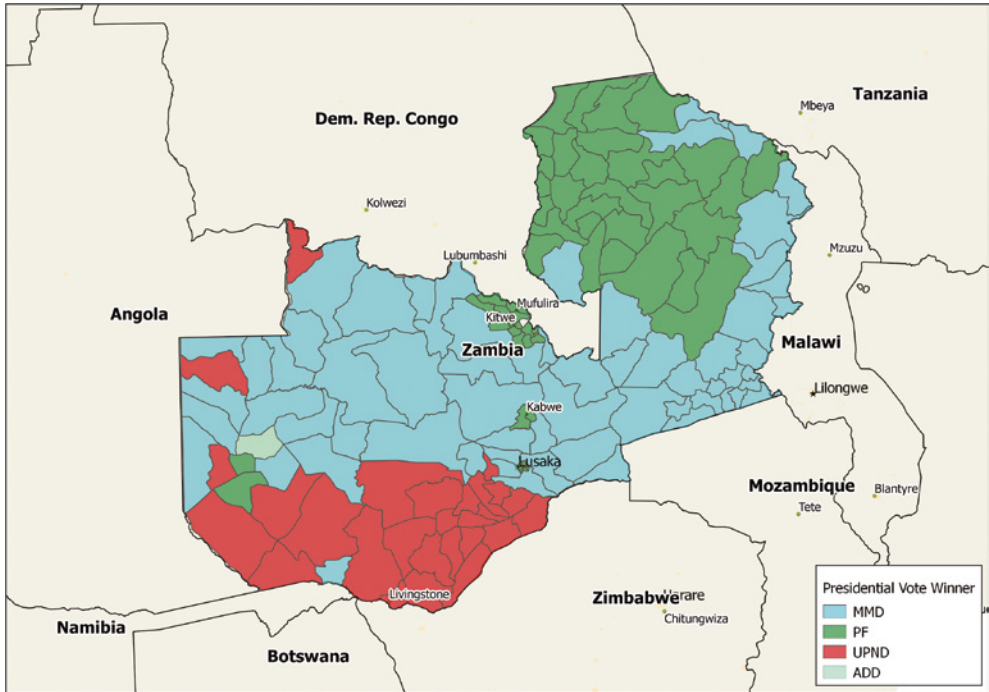 Tanzania
Mbeya
Dem. Rep. Congo
Kolwezi
Lubumbashi
Mzuzu
Angola
Mufulira
Kitwe
Zambia
Malawi
Lilongwe
Kabwe
Lusaka
Mozambique
Blantyre
Tete
Livingstone
Zimbabwe
Chitungwiza
Namibia
Botswana
Presidential Vote Winner
MMD
PF
UPND
ADD